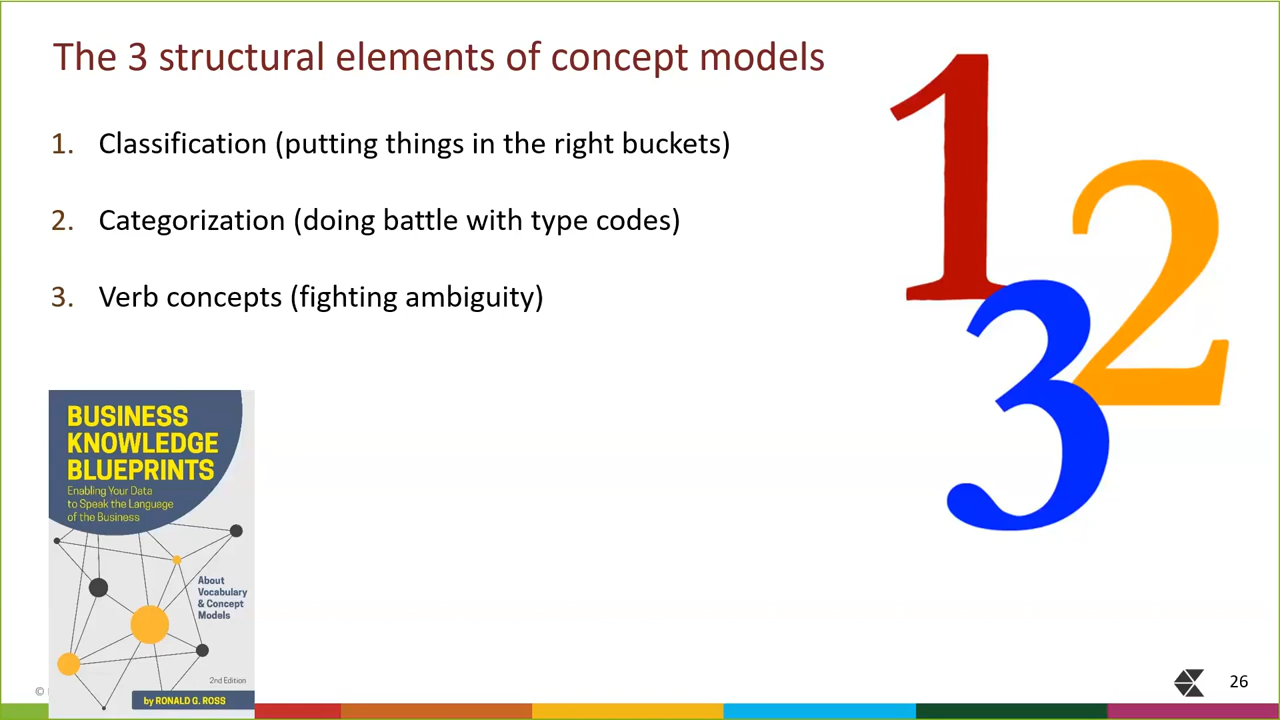 The 3 structural elements of concept models
1. Classification (putting things in the right buckets)
2. Categorization (doing battle with type codes)
3. Verb concepts (fighting ambiguity)
1
2
3
BUSINESS
KNOWLEDGE
BLUEPRINTS
Enabling Your Data
to Speak the Language
of the Business
About
Vocabulary
& Concept
Models
2nd Edition
by RONALD G. ROSS
©
26